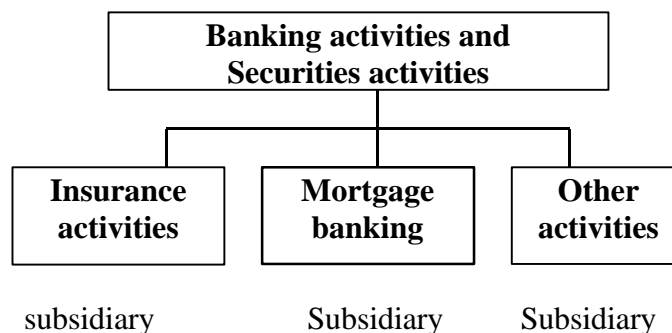 Banking activities and
Securities activities
Insurance
activities
Mortgage
banking
Other
activities
subsidiary
Subsidiary
Subsidiary